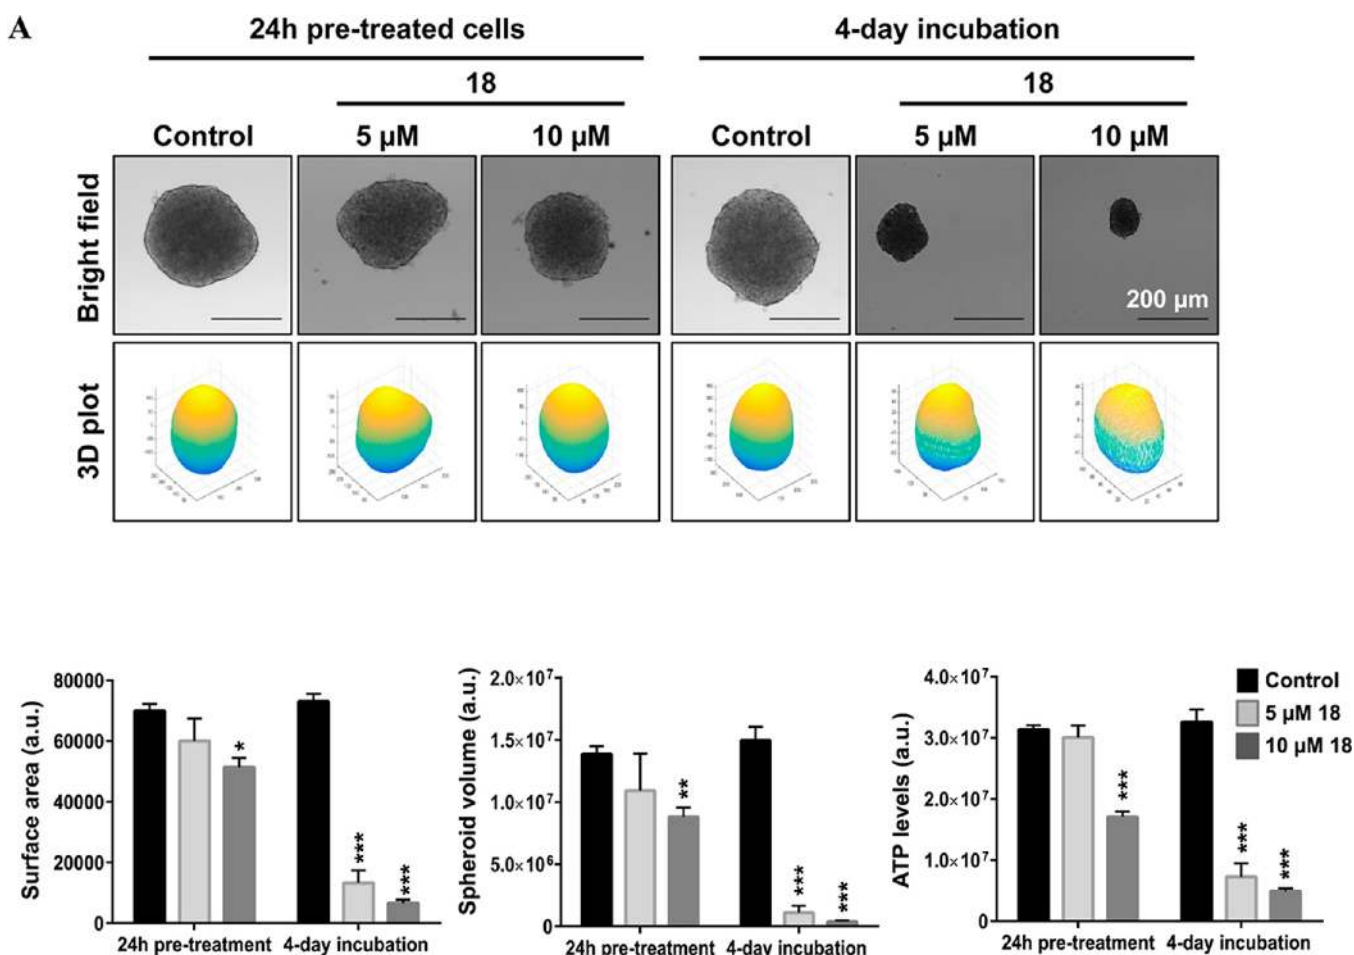 A
24h pre-treated cells
4-day incubation
18
18
Control
5 µM
10 µM
Control
5 µM
10 µM
Bright field
200 µm
3D plot
Surface area (a.u.)
80000
60000
40000
20000
0
*
***
***
24h pre-treatment
4-day incubation
Spheroid volume (a.u.)
2.0×10⁷
1.5×10⁷
1.0×10⁷
5.0×10⁶
0
**
***
***
24h pre-treatment
4-day incubation
ATP levels (a.u.)
4.0×10⁷
3.0×10⁷
2.0×10⁷
1.0×10⁷
0
***
***
***
24h pre-treatment
4-day incubation
Control
5 µM 18
10 µM 18